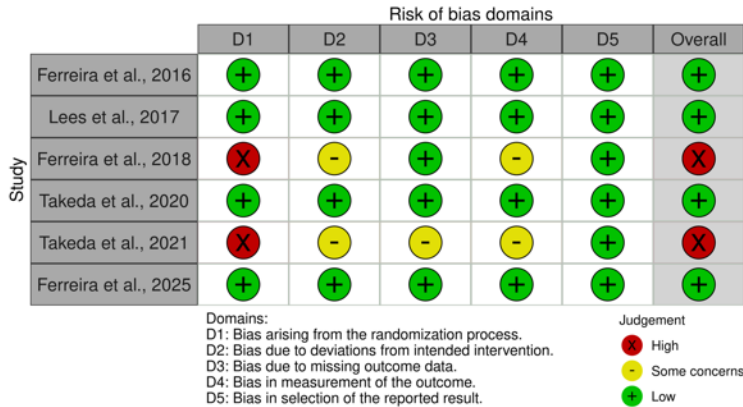 Risk of bias domains
D1 D2 D3 D4 D5 Overall
Study
Ferreira et al., 2016 + + + + + +
Lees et al., 2017 + + + + + +
Ferreira et al., 2018 X - + - + X
Takeda et al., 2020 + + + + + +
Takeda et al., 2021 X - - - + X
Ferreira et al., 2025 + + + + + +
Domains:
D1: Bias arising from the randomization process.
D2: Bias due to deviations from intended intervention.
D3: Bias due to missing outcome data.
D4: Bias in measurement of the outcome.
D5: Bias in selection of the reported result.
Judgement
X High
- Some concerns
+ Low